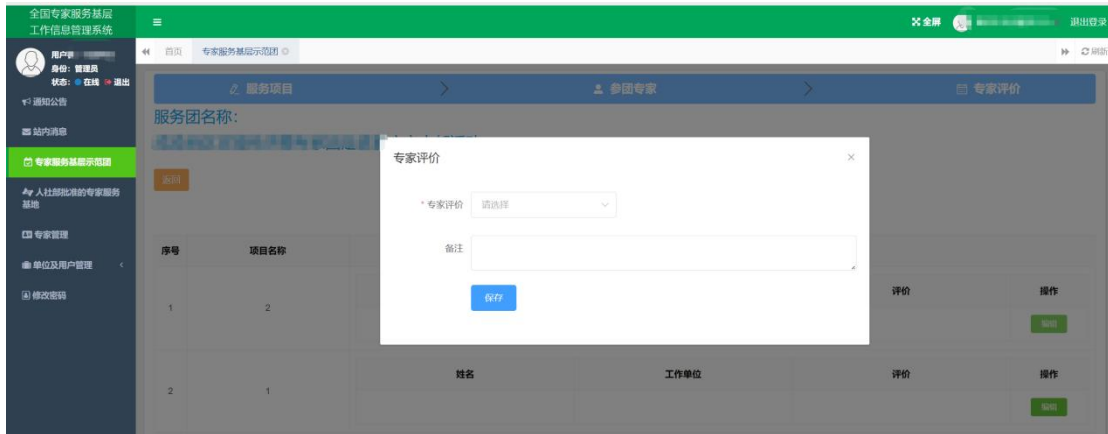 全国专家服务基层
工作信息管理系统
全屏
退出登录
用户
身份: 管理员
状态: 在线 退出
首页
专家服务基层示范团
刷新
通知公告
站内消息
专家服务基层示范团
人社部批准的专家服务
基地
专家管理
单位及用户管理
修改密码
服务项目
参团专家
专家评价
服务团名称:
返回
专家评价
* 专家评价
请选择
备注
保存
序号
项目名称
评价
操作
1
2
编辑
姓名
工作单位
评价
操作
2
1
编辑